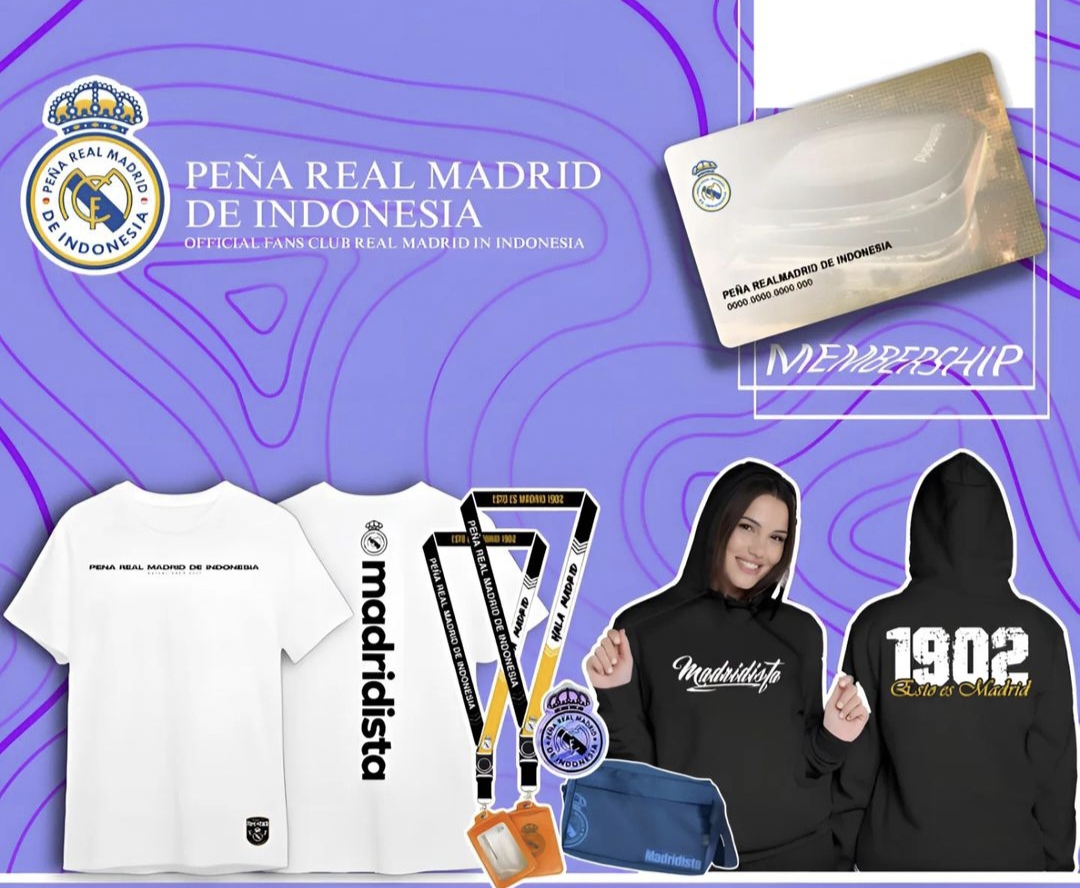 PEÑA REAL MADRID
DE INDONESIA
PEÑA REAL MADRID
DE INDONESIA
OFFICIAL FANS CLUB REAL MADRID IN INDONESIA
PEÑA REALMADRID DE INDONESIA
0000 0000 0000 000
MEMBERSHIP
PENA REAL MADRID DE INDONESIA
madridista
ESTO ES MADRID 1902
PEÑA REAL MADRID DE INDONESIA
HALA MADRID
MADRID 1902
PEÑA REAL MADRID DE INDONESIA
MADRID
PEÑA REAL MADRID
DE INDONESIA
Madridista
Madridista
1902
Esto es Madrid